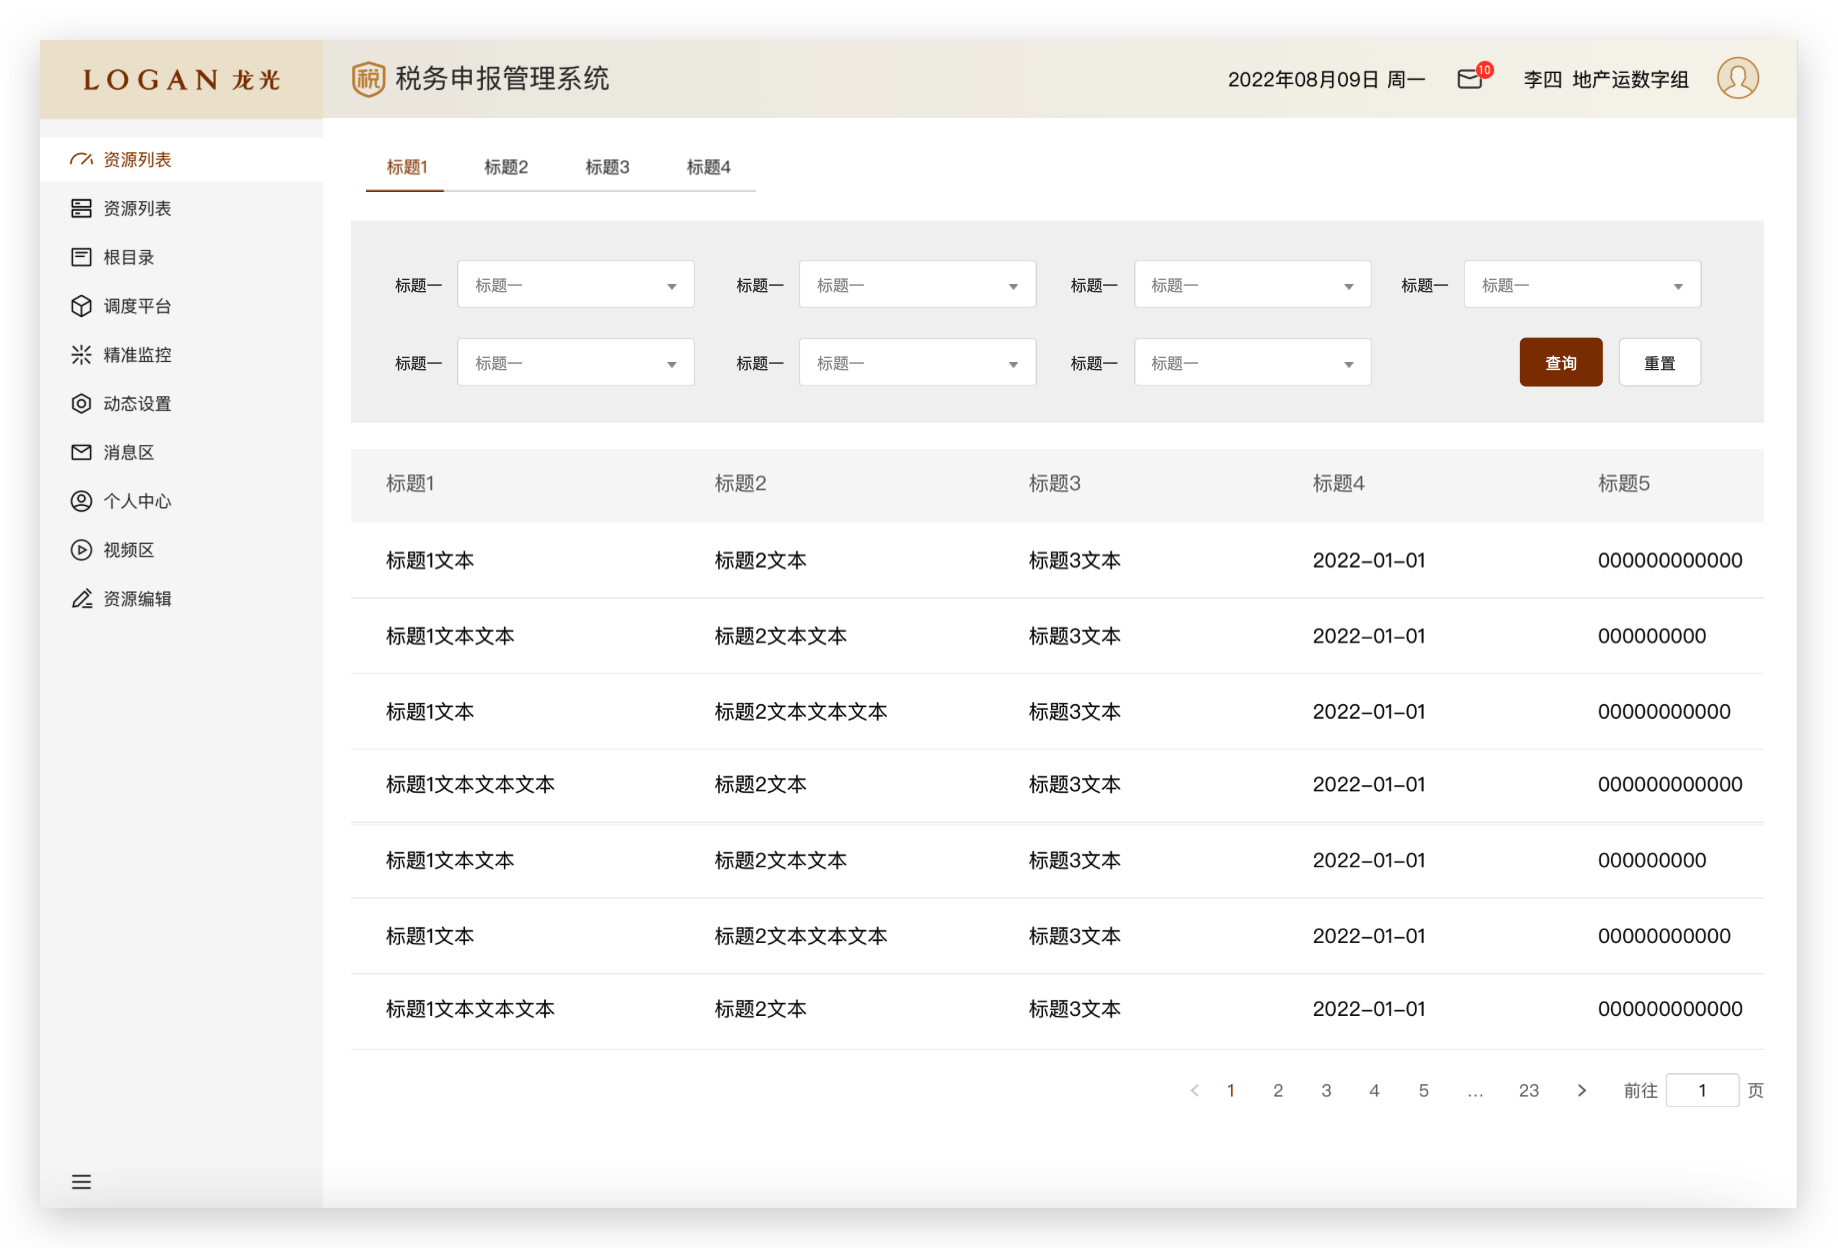 LOGAN 龙光
税 税务申报管理系统
2022年08月09日 周一
10
李四 地产运数字组
资源列表
资源列表
根目录
调度平台
精准监控
动态设置
消息区
个人中心
视频区
资源编辑
标题1 标题2 标题3 标题4
标题一 标题一 标题一 标题一 标题一 标题一 标题一 标题一
标题一 标题一 标题一 标题一 标题一 标题一 查询 重置
标题1 标题2 标题3 标题4 标题5
标题1文本 标题2文本 标题3文本 2022-01-01 000000000000
标题1文本文本 标题2文本文本 标题3文本 2022-01-01 000000000
标题1文本 标题2文本文本文本 标题3文本 2022-01-01 00000000000
标题1文本文本文本 标题2文本 标题3文本 2022-01-01 000000000000
标题1文本文本 标题2文本文本 标题3文本 2022-01-01 000000000
标题1文本 标题2文本文本文本 标题3文本 2022-01-01 00000000000
标题1文本文本文本 标题2文本 标题3文本 2022-01-01 000000000000
< 1 2 3 4 5 ... 23 > 前往 1 页